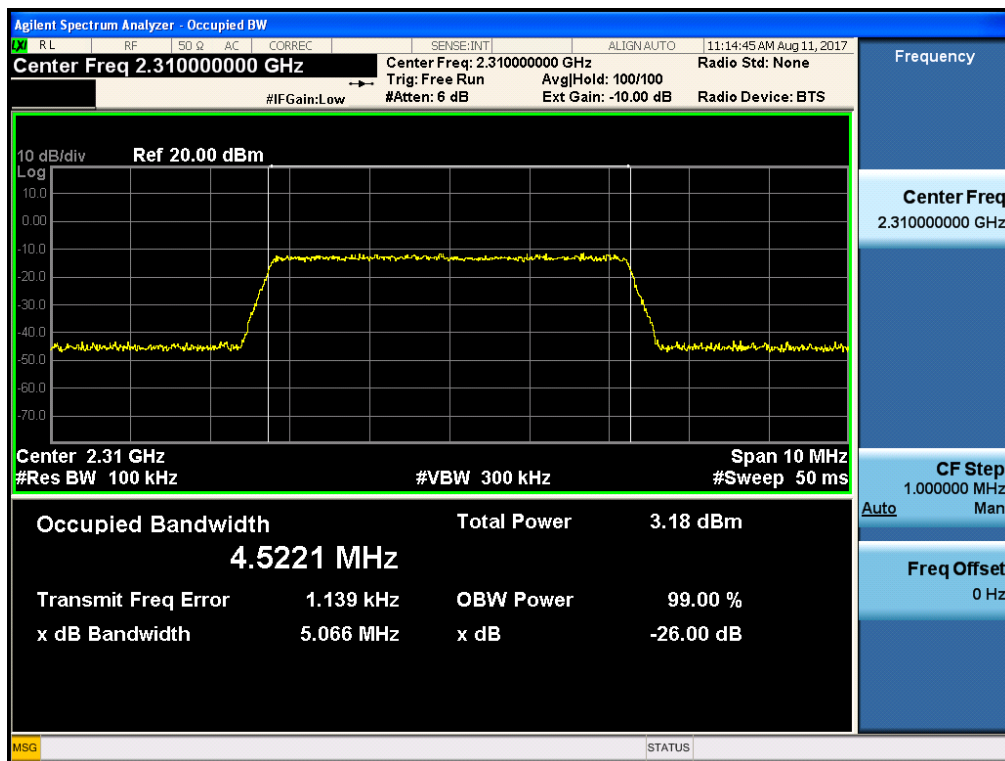 Agilent Spectrum Analyzer - Occupied BW
LXI RL RF 50 Ω AC CORREC SENSE:INT ALIGN AUTO 11:14:45 AM Aug 11, 2017
Center Freq 2.310000000 GHz
Center Freq: 2.310000000 GHz Radio Std: None
Trig: Free Run Avg|Hold: 100/100
#IFGain:Low #Atten: 6 dB Ext Gain: -10.00 dB Radio Device: BTS
10 dB/div Ref 20.00 dBm
Log
10.0
0.00
-10.0
-20.0
-30.0
-40.0
-50.0
-60.0
-70.0
Center 2.31 GHz Span 10 MHz
#Res BW 100 kHz #VBW 300 kHz #Sweep 50 ms
Occupied Bandwidth Total Power 3.18 dBm
4.5221 MHz
Transmit Freq Error 1.139 kHz OBW Power 99.00 %
x dB Bandwidth 5.066 MHz x dB -26.00 dB
Frequency
Center Freq
2.310000000 GHz
CF Step
1.000000 MHz
Auto Man
Freq Offset
0 Hz
MSG STATUS